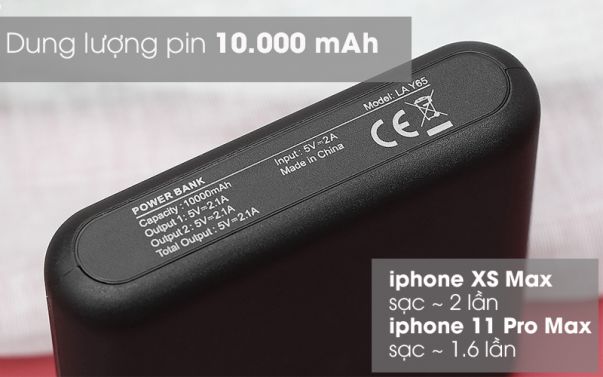 Dung lượng pin 10.000 mAh
POWER BANK
Model: LA Y65
Capacity : 10000mAh
Input : 5V⎓2A
Output 1: 5V⎓2.1A
Made in China
Output 2: 5V⎓2.1A
Total Output : 5V⎓2.1A
CE
iphone XS Max
sạc ~ 2 lần
iphone 11 Pro Max
sạc ~ 1.6 lần